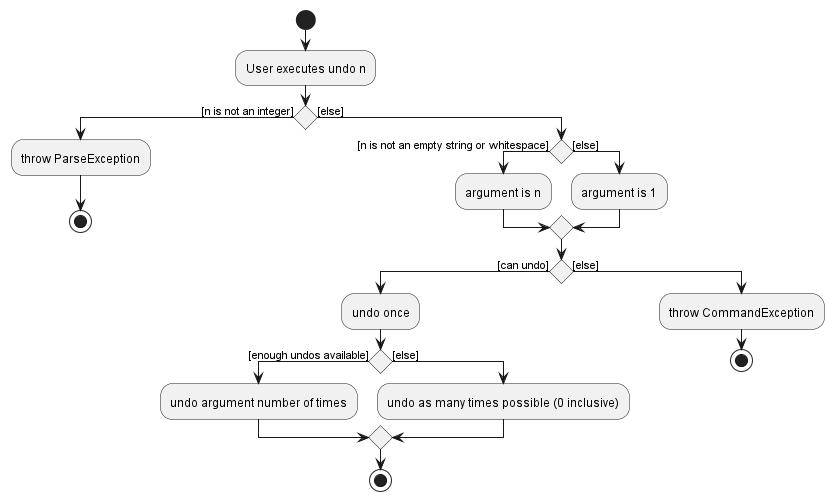 User executes undo n
[n is not an integer]
[else]
throw ParseException
[n is not an empty string or whitespace]
[else]
argument is n
argument is 1
[can undo]
[else]
undo once
throw CommandException
[enough undos available]
[else]
undo argument number of times
undo as many times possible (0 inclusive)